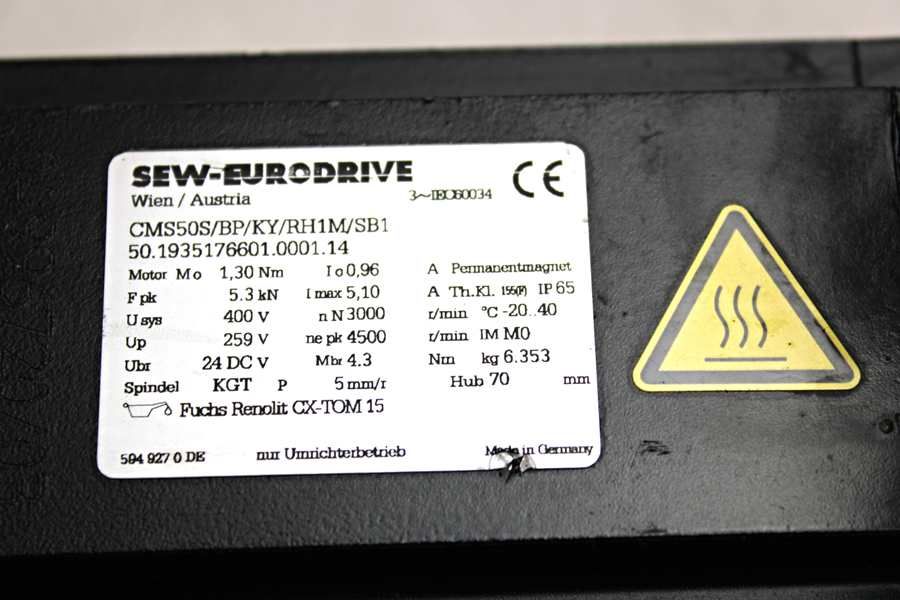 SEW-EURODRIVE CE
Wien / Austria 3~IEC60034
CMS50S/BP/KY/RH1M/SB1
50.1935176601.0001.14
Motor Mo 1,30 Nm Io 0,96 A Permanentmagnet
F pk 5.3 kN I max 5,10 A Th.Kl. 155(F) IP 65
U sys 400 V n N 3000 r/min °C -20..40
Up 259 V ne pk 4500 r/min IM M0
Ubr 24 DC V Mbr 4.3 Nm kg 6.353
Spindel KGT P 5 mm/r Hub 70 mm
Fuchs Renolit CX-TOM 15
594 927 0 DE nur Umrichterbetrieb Made in Germany